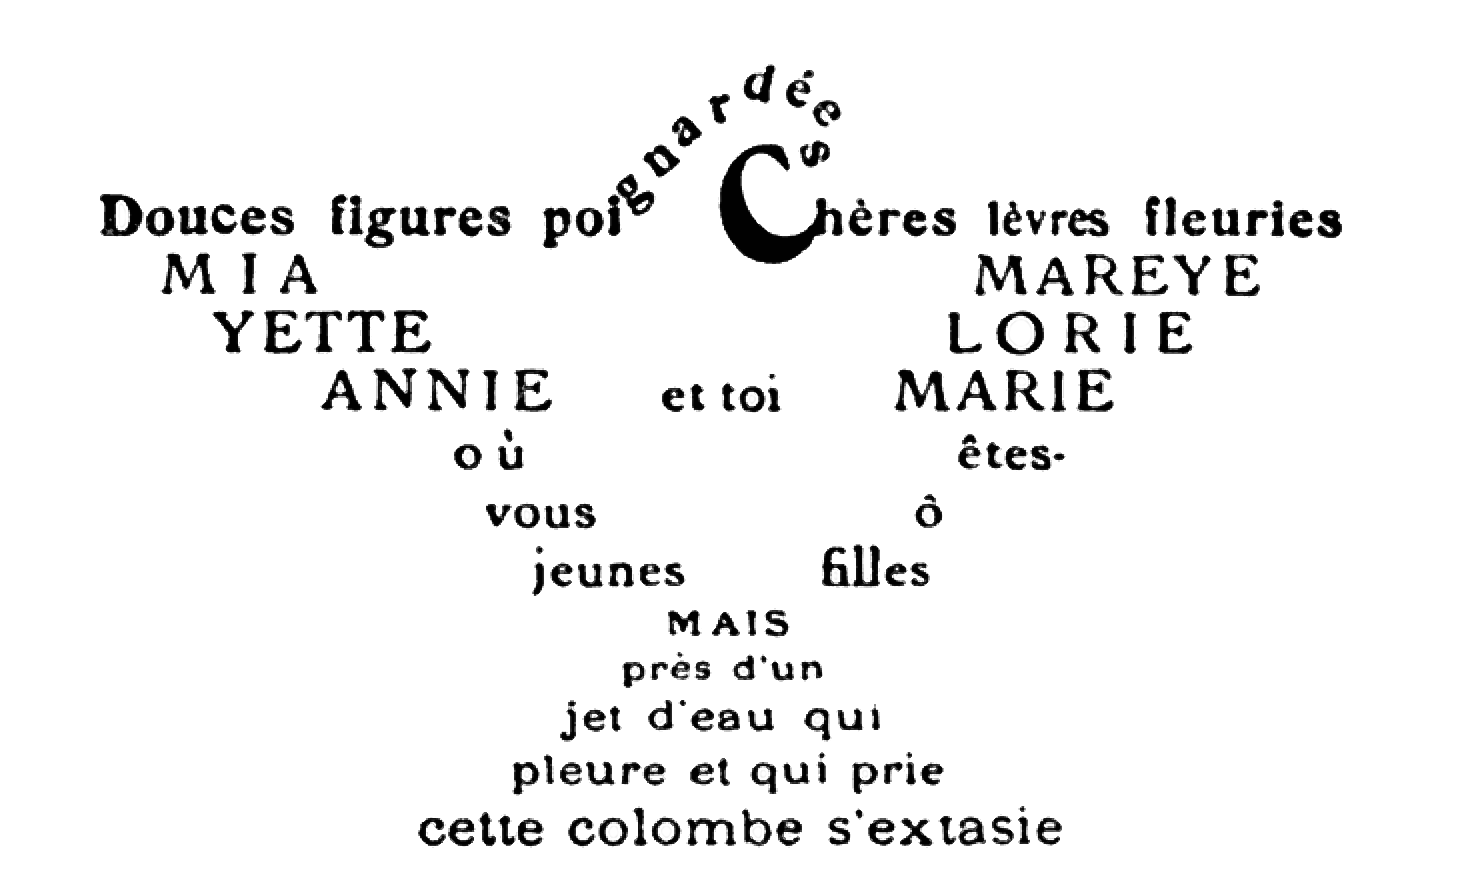 Douces figures poignardées Chères lèvres fleuries
MIA MAREYE
YETTE LORIE
ANNIE et toi MARIE
où êtes-
vous ô
jeunes filles
MAIS
près d'un
jet d'eau qui
pleure et qui prie
cette colombe s'extasie